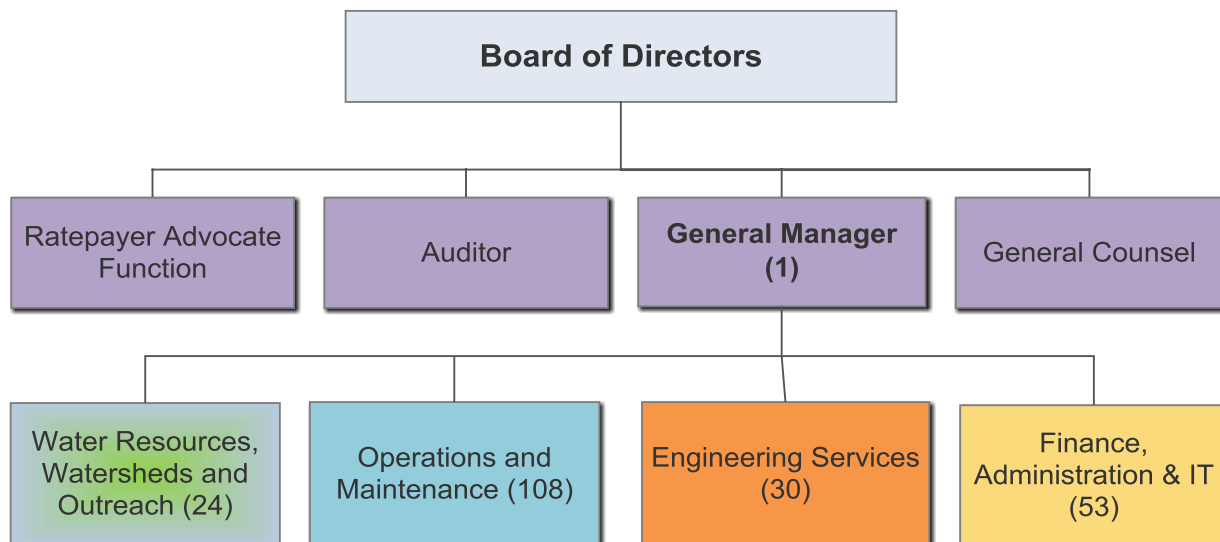 Board of Directors
Ratepayer Advocate
Function
Auditor
General Manager
(1)
General Counsel
Water Resources,
Watersheds and
Outreach (24)
Operations and
Maintenance (108)
Engineering Services
(30)
Finance,
Administration & IT
(53)